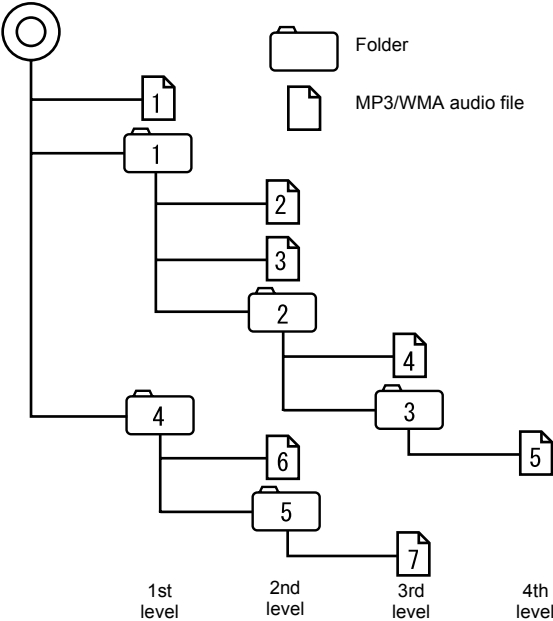 Folder
MP3/WMA audio file
1
1
2
3
2
4
3
4
5
6
5
7
1st
level
2nd
level
3rd
level
4th
level